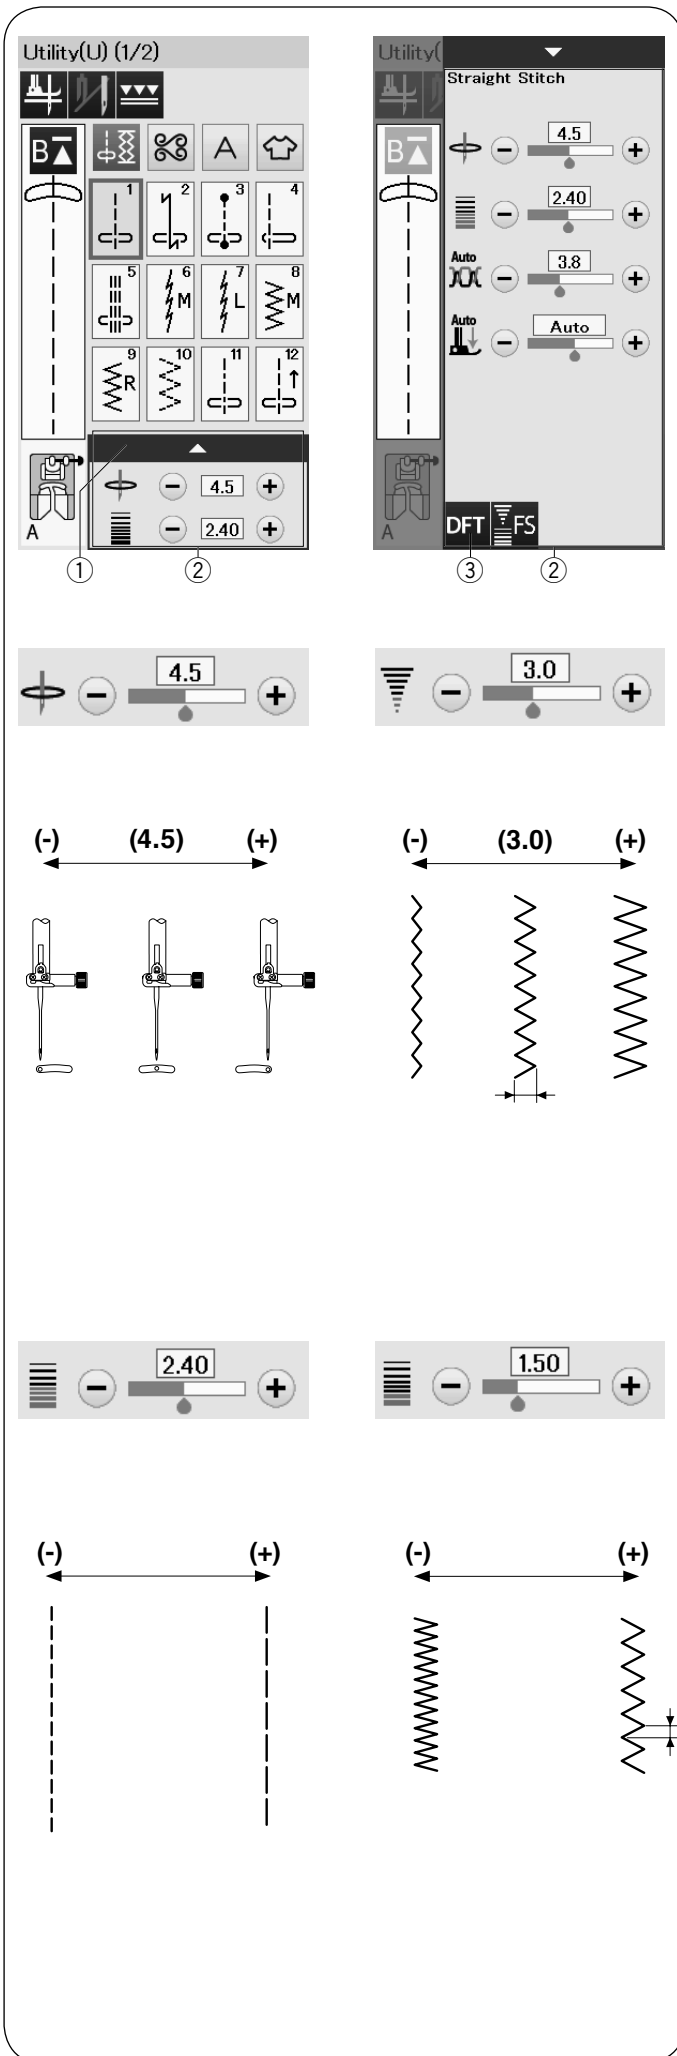 Utility(U) (1/2)
B
A
1
2
3
4
5
6
M
7
L
8
M
9
R
10
11
12
4.5
2.40
A
①
②
Utility(
Straight Stitch
B
4.5
2.40
Auto
3.8
Auto
Auto
A
DFT
FS
③
②
4.5
3.0
(-) (4.5) (+)
(-) (3.0) (+)
2.40
1.50
(-) (+)
(-) (+)